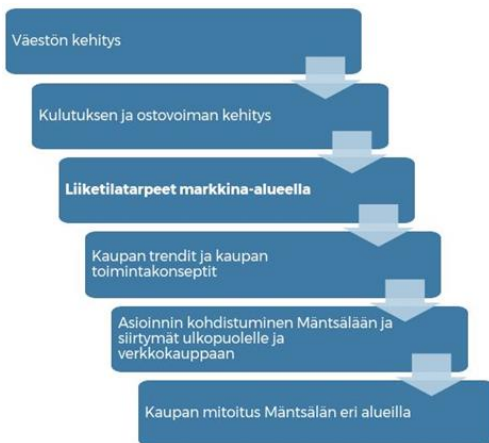 Väestön kehitys
Kulutuksen ja ostovoiman kehitys
Liiketilatarpeet markkina-alueella
Kaupan trendit ja kaupan
toimintakonseptit
Asioinnin kohdistuminen Mäntsälään ja
siirtymät ulkopuolelle ja
verkkokauppaan
Kaupan mitoitus Mäntsälän eri alueilla